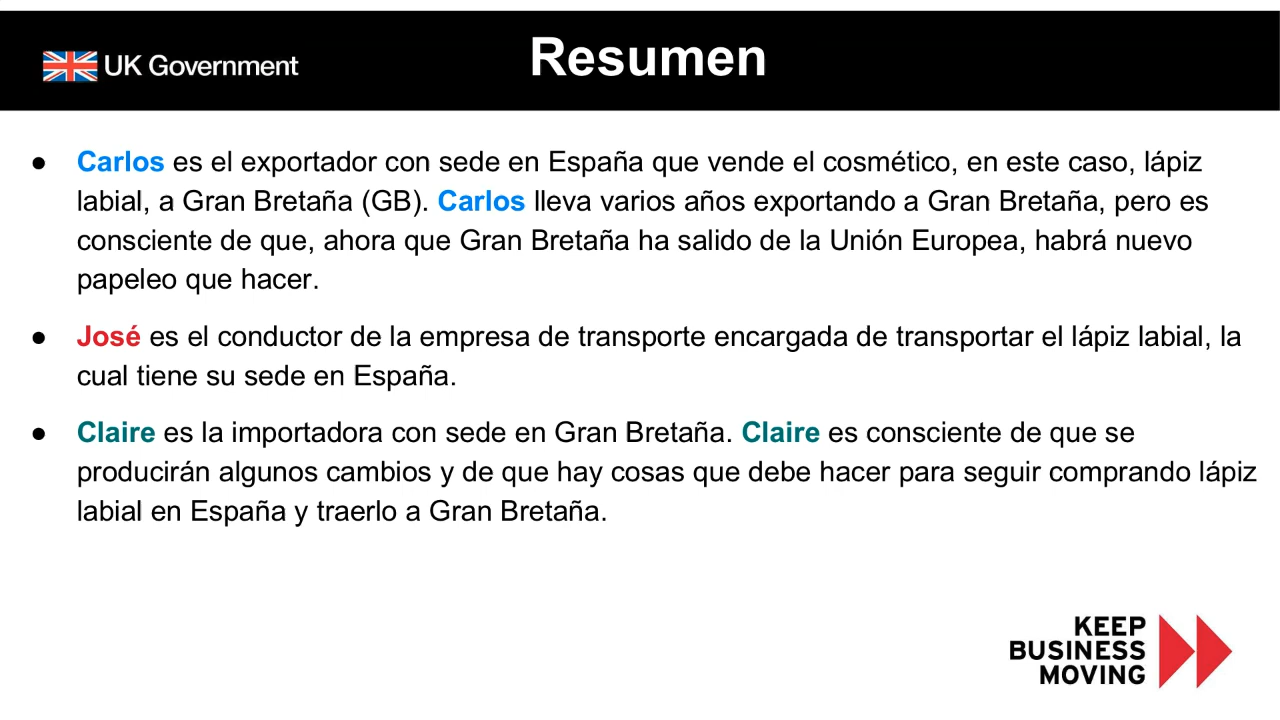 UK Government
Resumen
● Carlos es el exportador con sede en España que vende el cosmético, en este caso, lápiz
labial, a Gran Bretaña (GB). Carlos lleva varios años exportando a Gran Bretaña, pero es
consciente de que, ahora que Gran Bretaña ha salido de la Unión Europea, habrá nuevo
papeleo que hacer.
● José es el conductor de la empresa de transporte encargada de transportar el lápiz labial, la
cual tiene su sede en España.
● Claire es la importadora con sede en Gran Bretaña. Claire es consciente de que se
producirán algunos cambios y de que hay cosas que debe hacer para seguir comprando lápiz
labial en España y traerlo a Gran Bretaña.
KEEP
BUSINESS
MOVING